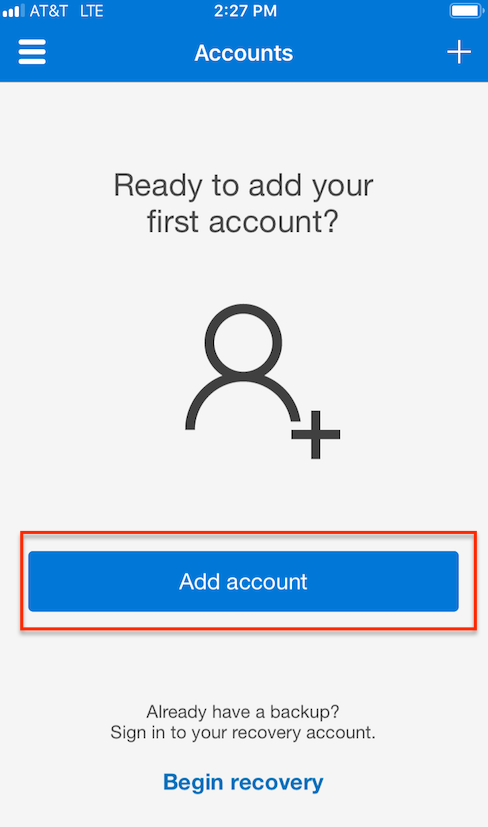 AT&T LTE 2:27 PM
Accounts
Ready to add your
first account?
Add account
Already have a backup?
Sign in to your recovery account.
Begin recovery